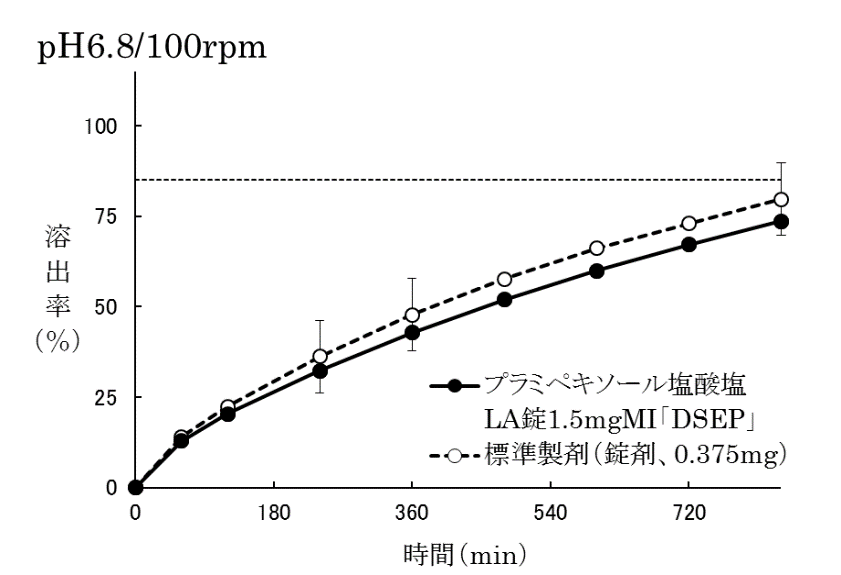 pH6.8/100rpm
溶出率(%)
100
75
50
25
0
0 180 360 540 720
時間(min)
プラミペキソール塩酸塩
LA錠1.5mgMI「DSEP」
標準製剤(錠剤、0.375mg)